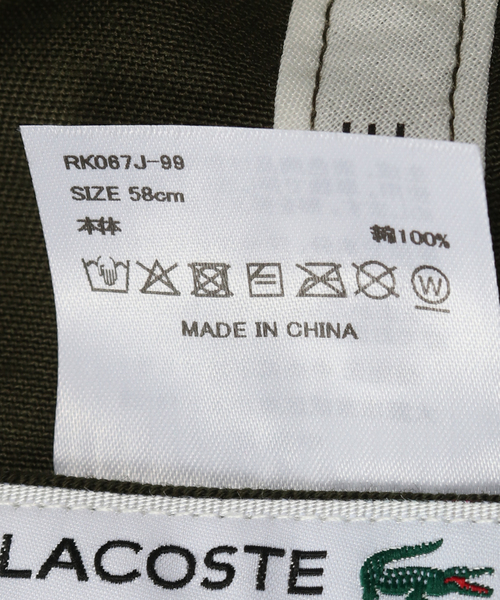 RK067J-99
SIZE 58cm
本体 綿100%
W
MADE IN CHINA
LACOSTE